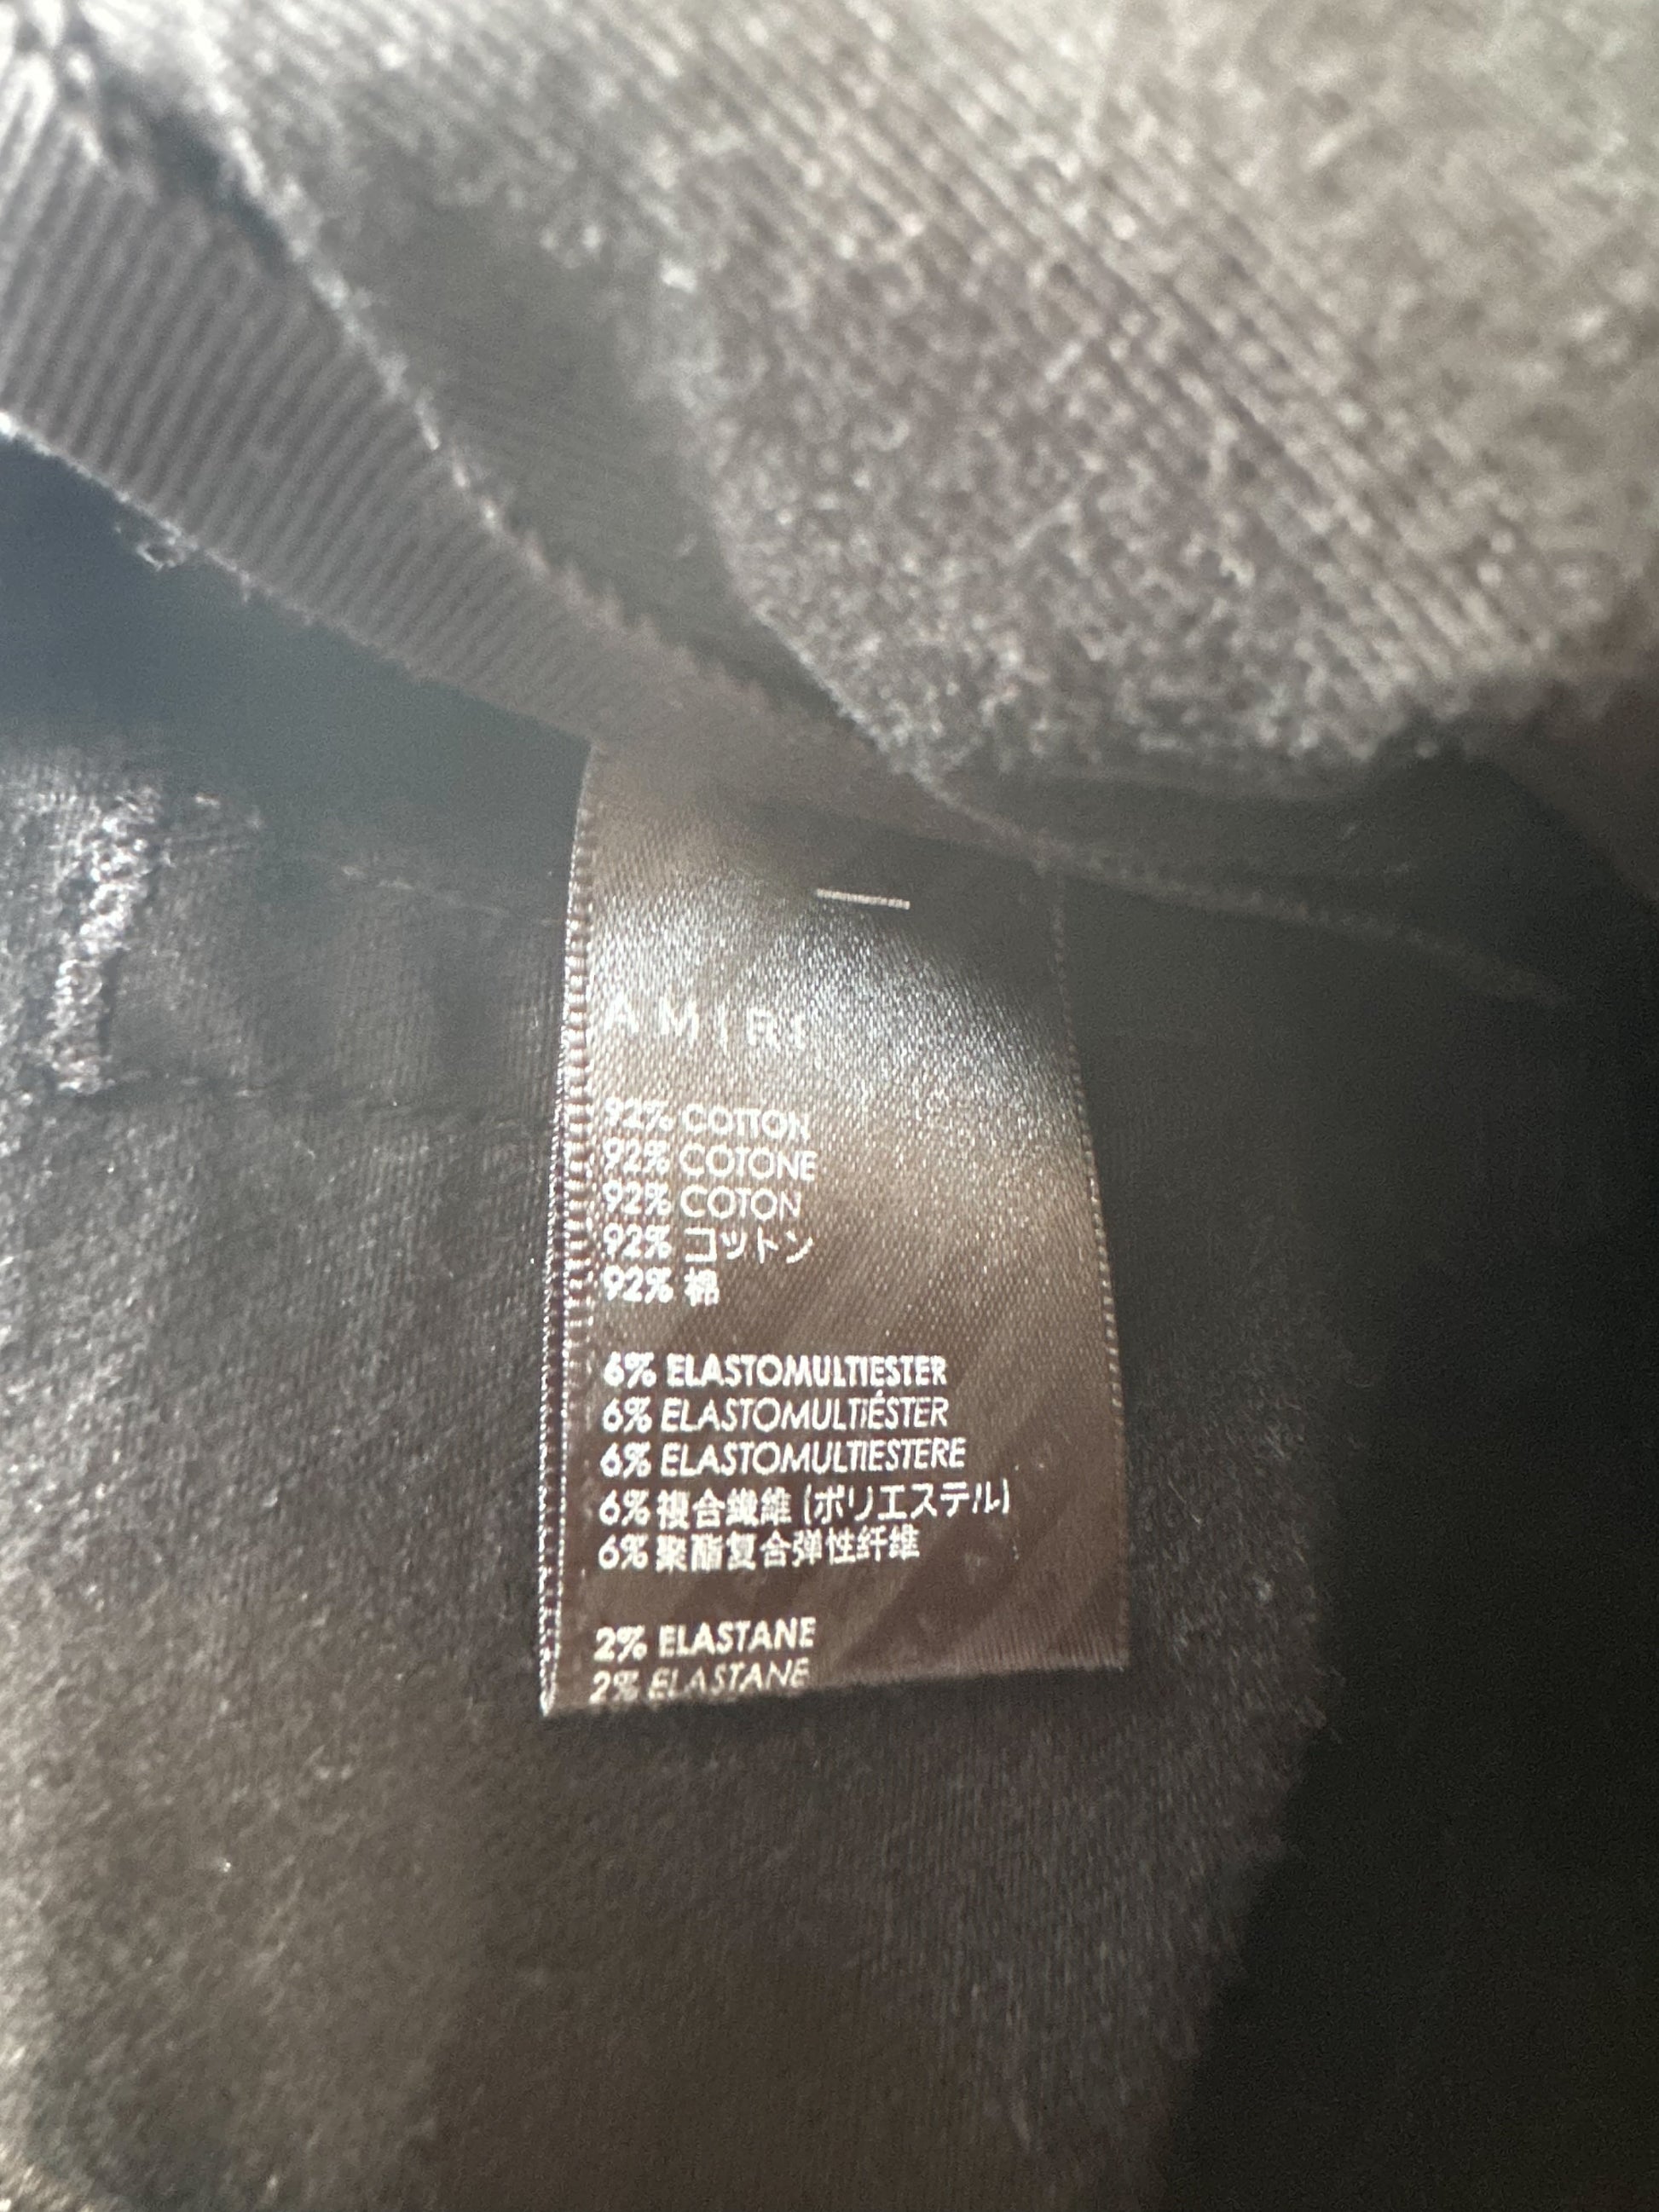 AMIRI
92% COTTON
92% COTONE
92% COTON
92% コットン
92% 棉
6% ELASTOMULTIESTER
6% ELASTOMULTIÉSTER
6% ELASTOMULTIESTERE
6% 複合繊維 (ポリエステル)
6% 聚酯复合弹性纤维
2% ELASTANE
2% ELASTANE